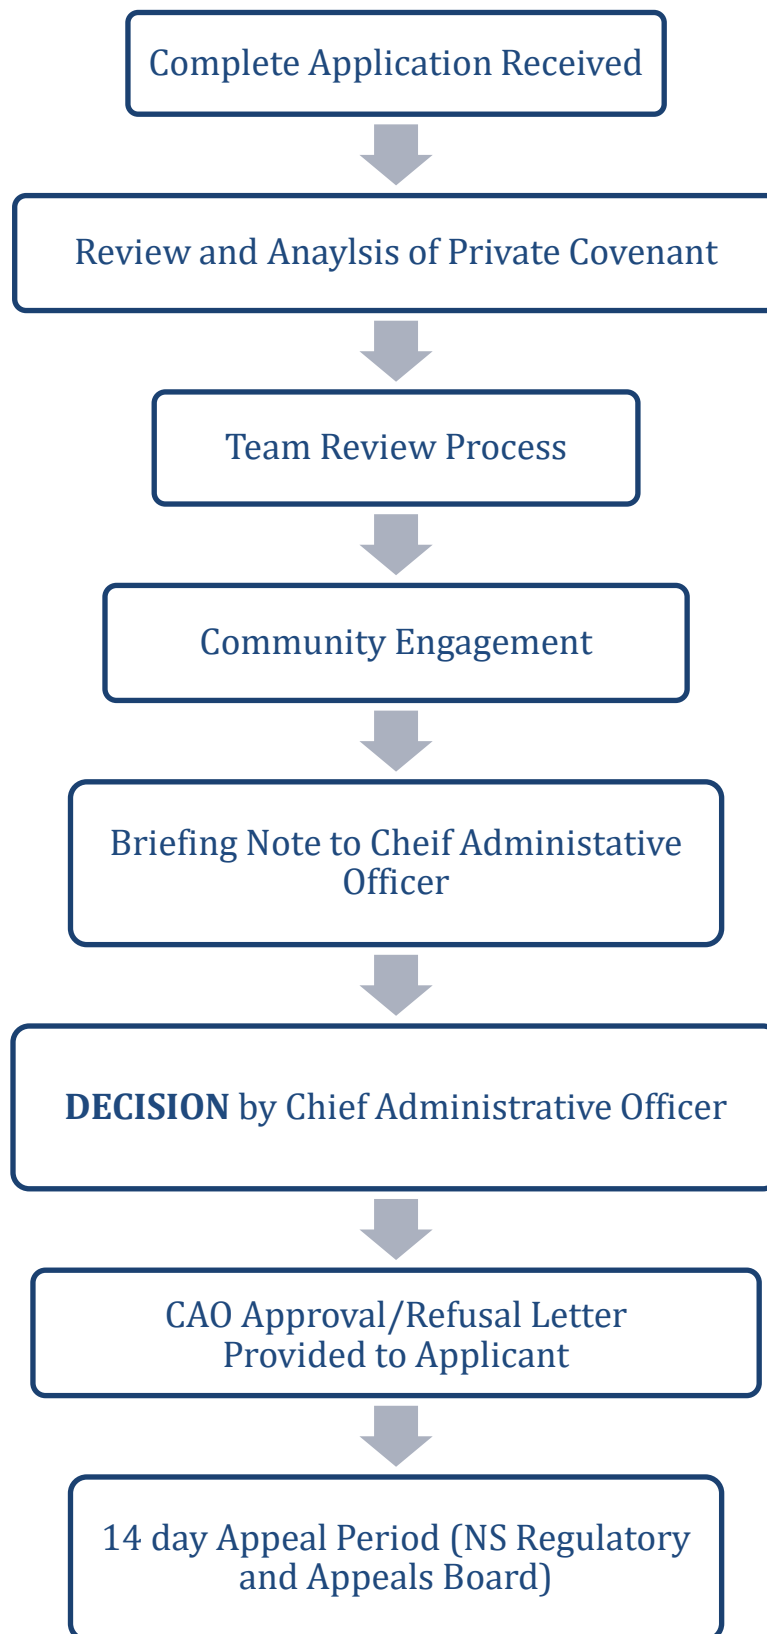 Complete Application Received
Review and Anaylsis of Private Covenant
Team Review Process
Community Engagement
Briefing Note to Cheif Administative
Officer
DECISION by Chief Administrative Officer
CAO Approval/Refusal Letter
Provided to Applicant
14 day Appeal Period (NS Regulatory
and Appeals Board)